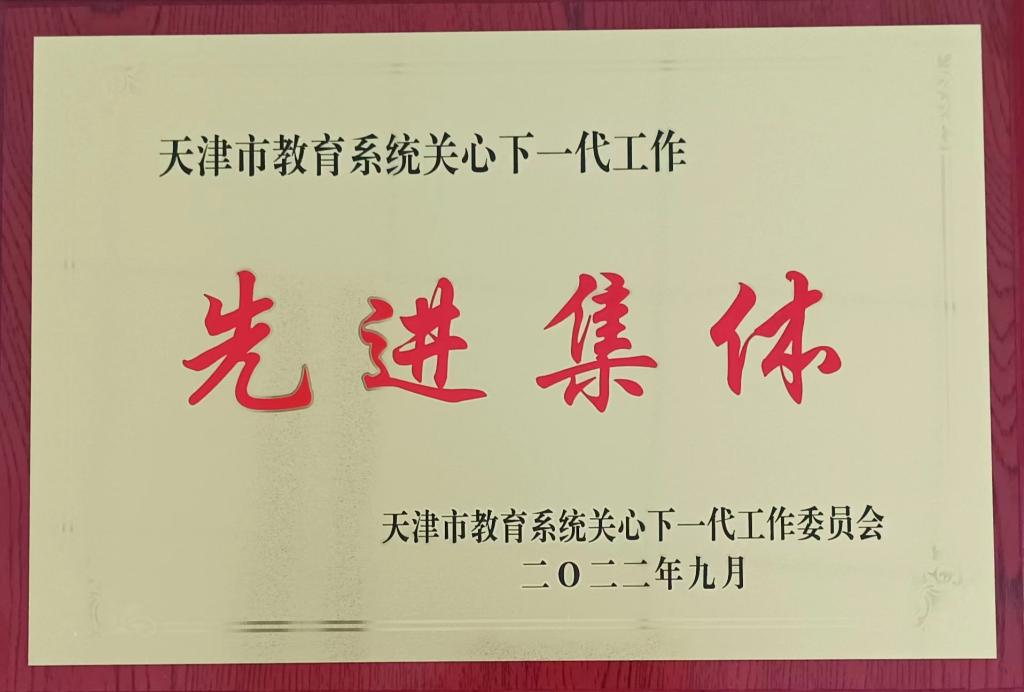 天津市教育系统关心下一代工作
先进集体
天津市教育系统关心下一代工作委员会
二〇二二年九月